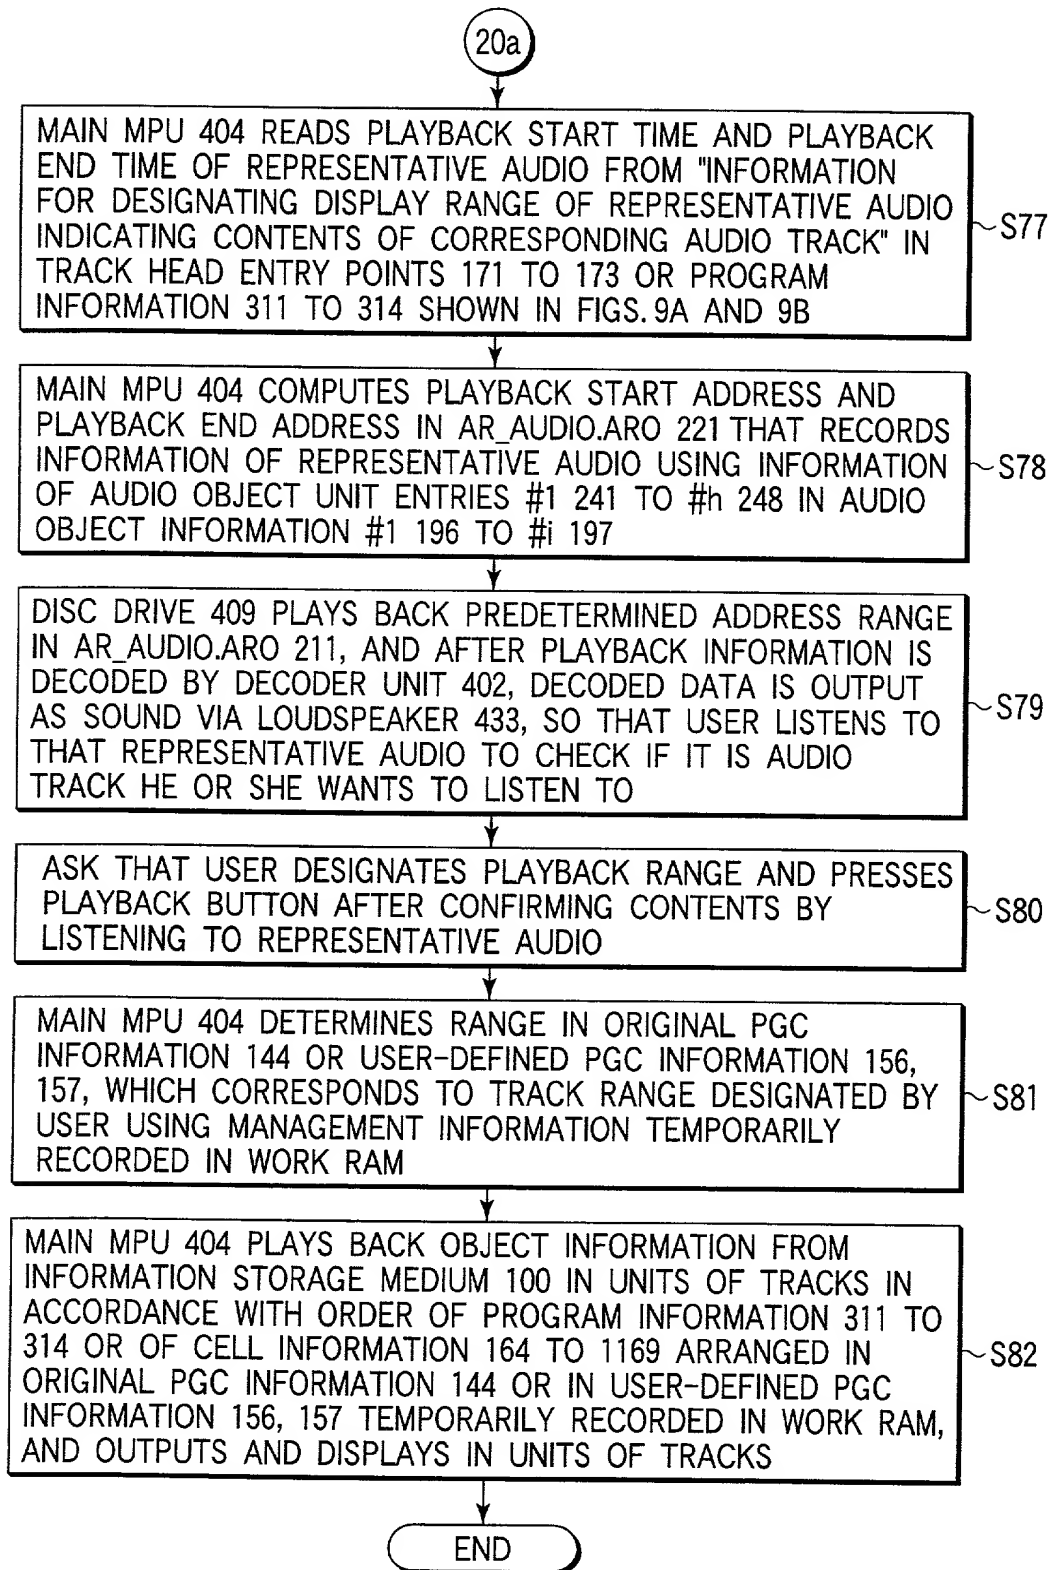 20a
MAIN MPU 404 READS PLAYBACK START TIME AND PLAYBACK
END TIME OF REPRESENTATIVE AUDIO FROM "INFORMATION
FOR DESIGNATING DISPLAY RANGE OF REPRESENTATIVE AUDIO
INDICATING CONTENTS OF CORRESPONDING AUDIO TRACK" IN
TRACK HEAD ENTRY POINTS 171 TO 173 OR PROGRAM
INFORMATION 311 TO 314 SHOWN IN FIGS. 9A AND 9B
S77
MAIN MPU 404 COMPUTES PLAYBACK START ADDRESS AND
PLAYBACK END ADDRESS IN AR_AUDIO.ARO 221 THAT RECORDS
INFORMATION OF REPRESENTATIVE AUDIO USING INFORMATION
OF AUDIO OBJECT UNIT ENTRIES #1 241 TO #h 248 IN AUDIO
OBJECT INFORMATION #1 196 TO #i 197
S78
DISC DRIVE 409 PLAYS BACK PREDETERMINED ADDRESS RANGE
IN AR_AUDIO.ARO 211, AND AFTER PLAYBACK INFORMATION IS
DECODED BY DECODER UNIT 402, DECODED DATA IS OUTPUT
AS SOUND VIA LOUDSPEAKER 433, SO THAT USER LISTENS TO
THAT REPRESENTATIVE AUDIO TO CHECK IF IT IS AUDIO
TRACK HE OR SHE WANTS TO LISTEN TO
S79
ASK THAT USER DESIGNATES PLAYBACK RANGE AND PRESSES
PLAYBACK BUTTON AFTER CONFIRMING CONTENTS BY
LISTENING TO REPRESENTATIVE AUDIO
S80
MAIN MPU 404 DETERMINES RANGE IN ORIGINAL PGC
INFORMATION 144 OR USER-DEFINED PGC INFORMATION 156,
157, WHICH CORRESPONDS TO TRACK RANGE DESIGNATED BY
USER USING MANAGEMENT INFORMATION TEMPORARILY
RECORDED IN WORK RAM
S81
MAIN MPU 404 PLAYS BACK OBJECT INFORMATION FROM
INFORMATION STORAGE MEDIUM 100 IN UNITS OF TRACKS IN
ACCORDANCE WITH ORDER OF PROGRAM INFORMATION 311 TO
314 OR OF CELL INFORMATION 164 TO 1169 ARRANGED IN
ORIGINAL PGC INFORMATION 144 OR IN USER-DEFINED PGC
INFORMATION 156, 157 TEMPORARILY RECORDED IN WORK RAM,
AND OUTPUTS AND DISPLAYS IN UNITS OF TRACKS
S82
END